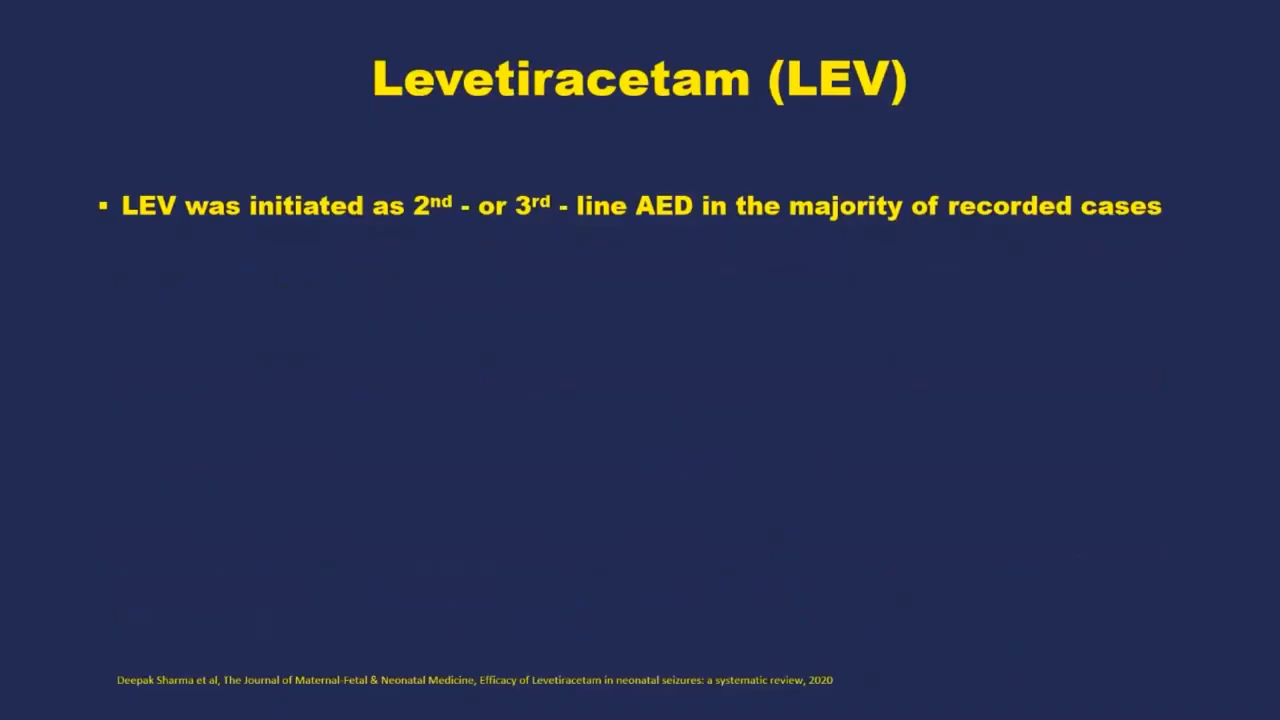 Levetiracetam (LEV)
▪ LEV was initiated as 2nd - or 3rd - line AED in the majority of recorded cases
Deepak Sharma et al, The Journal of Maternal-Fetal & Neonatal Medicine, Efficacy of Levetiracetam in neonatal seizures: a systematic review, 2020